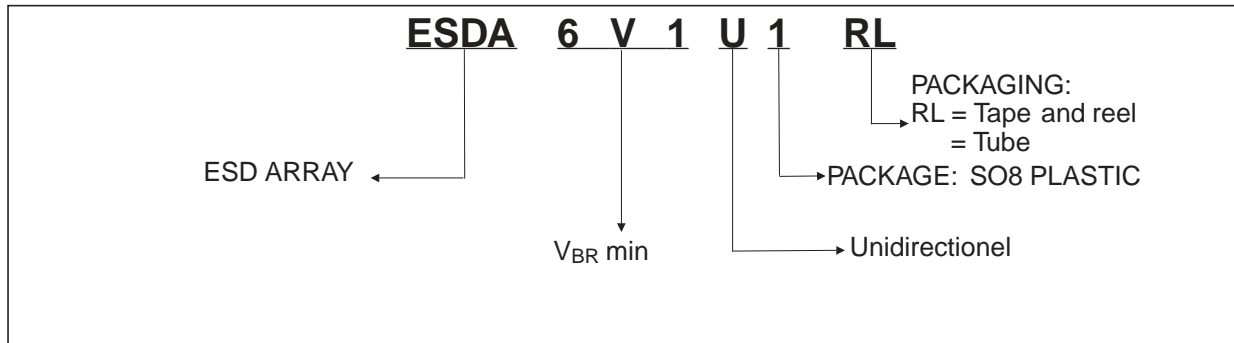 ESDA 6 V 1 U 1 RL
PACKAGING:
RL = Tape and reel
= Tube
ESD ARRAY
PACKAGE: SO8 PLASTIC
VBR min
Unidirectionel